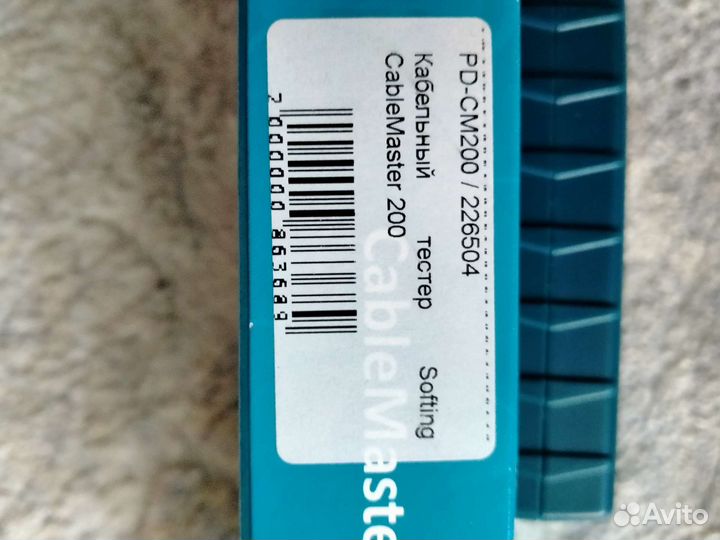 PD-CM200 / 226504
Кабельный тестер Softing
CableMaster 200
CableMaste
Avito